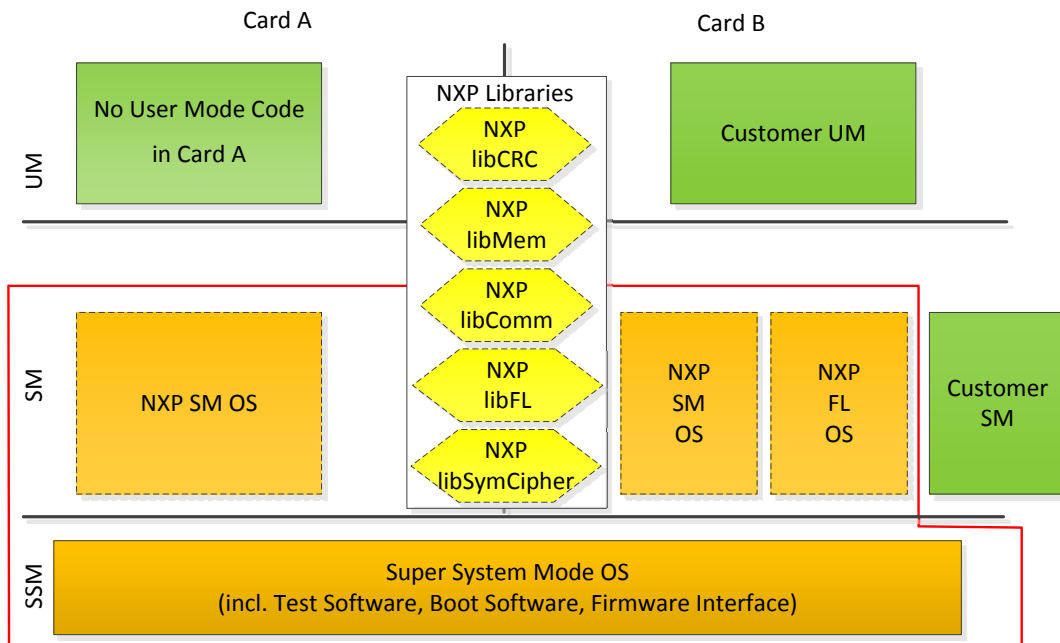 Card A
Card B
UM
No User Mode Code
in Card A
NXP Libraries
NXP
libCRC
NXP
libMem
NXP
libComm
NXP
libFL
NXP
libSymCipher
Customer UM
SM
NXP SM OS
NXP
SM
OS
NXP
FL
OS
Customer
SM
SSM
Super System Mode OS
(incl. Test Software, Boot Software, Firmware Interface)